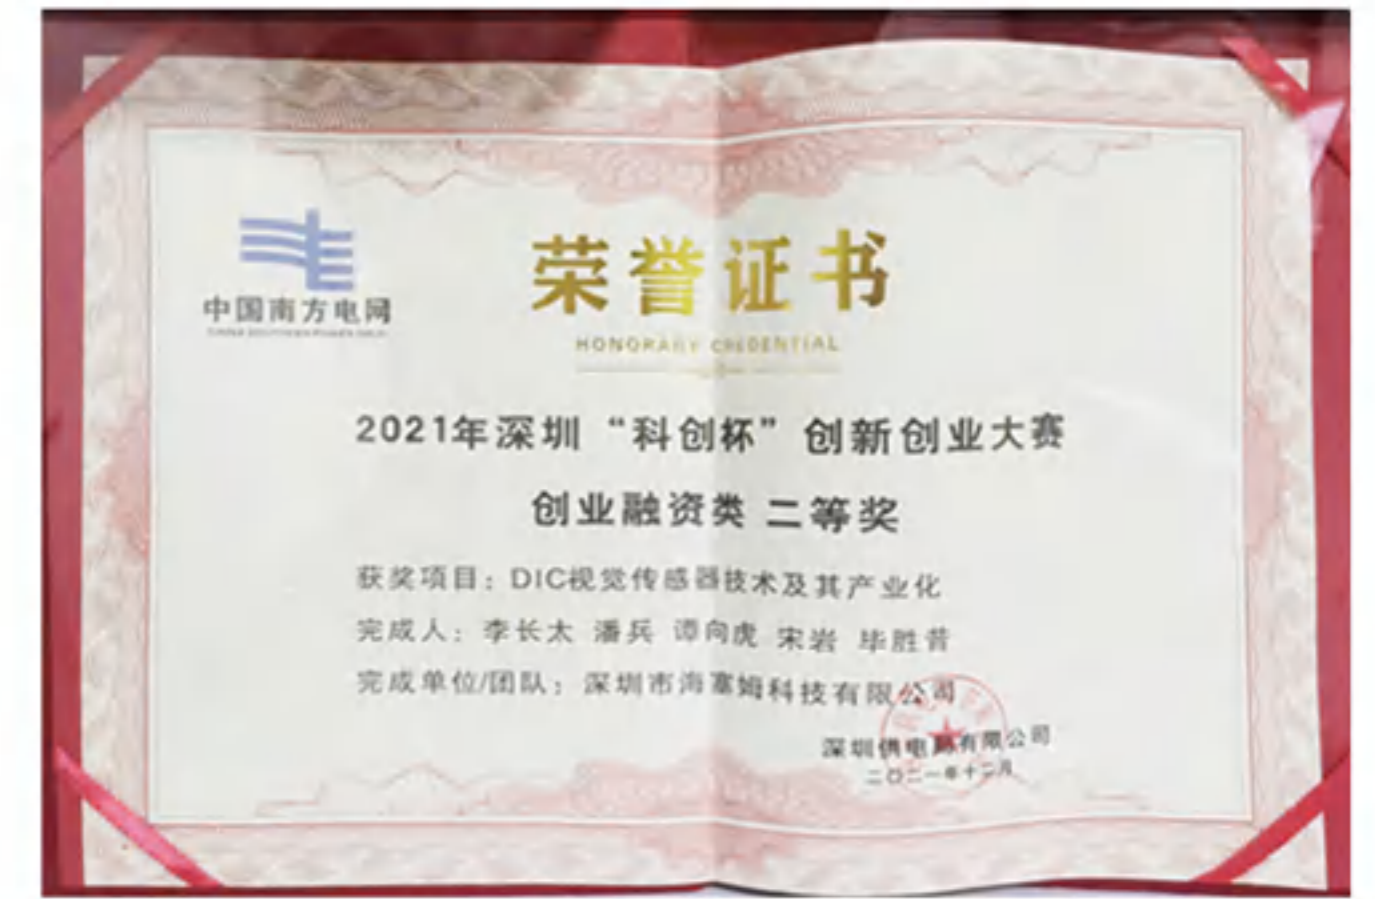 中国南方电网
CHINA SOUTHERN POWER GRID
荣誉证书
HONORARY CREDENTIAL
2021年深圳“科创杯”创新创业大赛
创业融资类 二等奖
获奖项目：DIC视觉传感器技术及其产业化
完成人：李长太 潘兵 谭向虎 宋岩 毕胜昔
完成单位/团队：深圳市海塞姆科技有限公司
深圳供电局有限公司
二〇二一年十二月